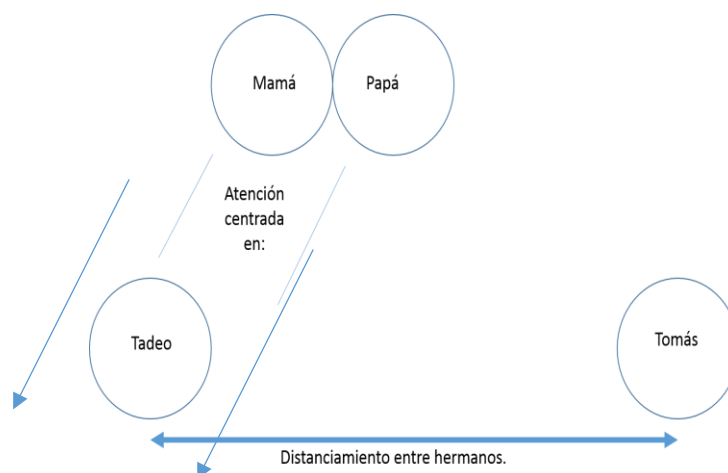 Mamá
Papá
Atención
centrada
en:
Tadeo
Tomás
Distanciamiento entre hermanos.